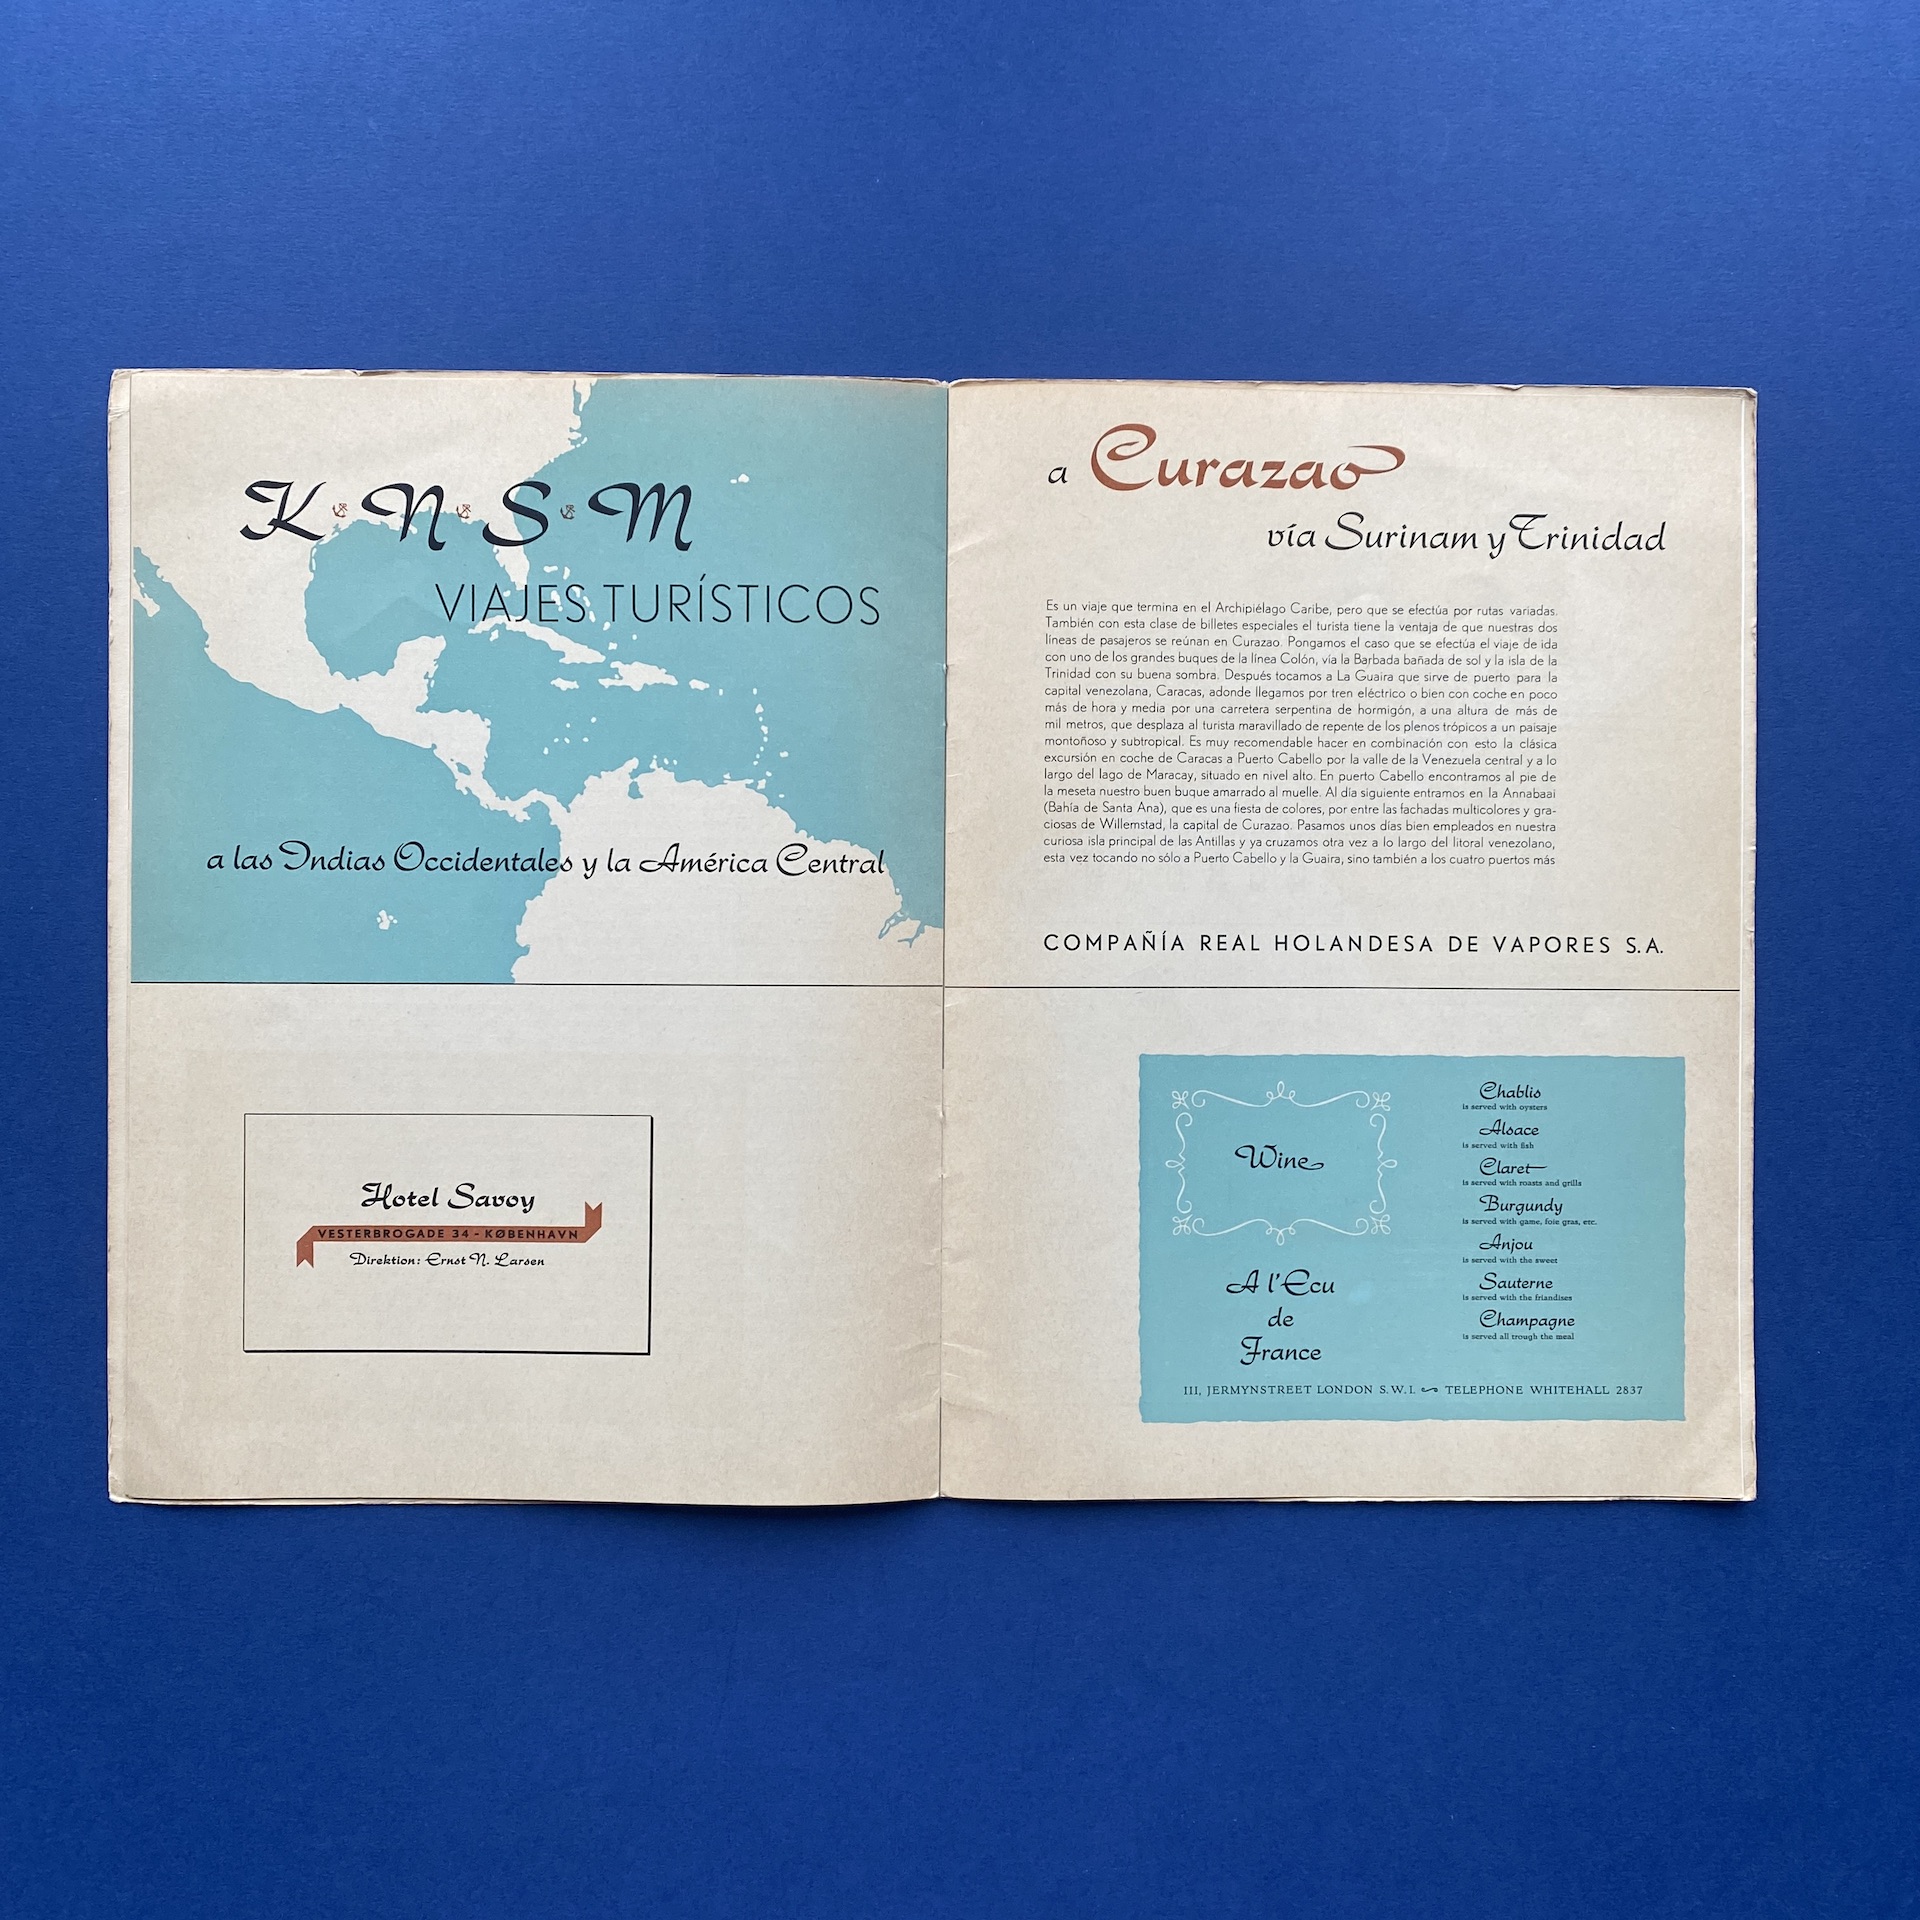 K N S M
VIAJES TURÍSTICOS
a las Indias Occidentales y la América Central
Hotel Savoy
VESTERBROGADE 34 - KØBENHAVN
Direktion: Ernst N. Larsen
a Curazao
vía Surinam y Trinidad
Es un viaje que termina en el Archipiélago Caribe, pero que se efectúa por rutas variadas.
También con esta clase de billetes especiales el turista tiene la ventaja de que nuestras dos
líneas de pasajeros se reúnan en Curazao. Pongamos el caso que se efectúa el viaje de ida
con uno de los grandes buques de la línea Colón, vía la Barbada bañada de sol y la isla de la
Trinidad con su buena sombra. Después tocamos a La Guaira que sirve de puerto para la
capital venezolana, Caracas, adonde llegamos por tren eléctrico o bien con coche en poco
más de hora y media por una carretera serpentina de hormigón, a una altura de más de
mil metros, que desplaza al turista maravillado de repente de los plenos trópicos a un paisaje
montoñoso y subtropical. Es muy recomendable hacer en combinación con esto la clásica
excursión en coche de Caracas a Puerto Cabello por la valle de la Venezuela central y a lo
largo del lago de Maracay, situado en nivel alto. En puerto Cabello encontramos al pie de
la meseta nuestro buen buque amarrado al muelle. Al día siguiente entramos en la Annabaai
(Bahía de Santa Ana), que es una fiesta de colores, por entre las fachadas multicolores y gra-
ciosas de Willemstad, la capital de Curazao. Pasamos unos días bien empleados en nuestra
curiosa isla principal de las Antillas y ya cruzamos otra vez a lo largo del litoral venezolano,
esta vez tocando no sólo a Puerto Cabello y la Guaira, sino también a los cuatro puertos más
COMPAÑÍA REAL HOLANDESA DE VAPORES S.A.
Wine
A l'Ecu
de
France
Chablis
is served with oysters
Alsace
is served with fish
Claret
is served with roasts and grills
Burgundy
is served with game, foie gras, etc.
Anjou
is served with the sweet
Sauterne
is served with the friandises
Champagne
is served all trough the meal
111, JERMYNSTREET LONDON S.W.1. TELEPHONE WHITEHALL 2837